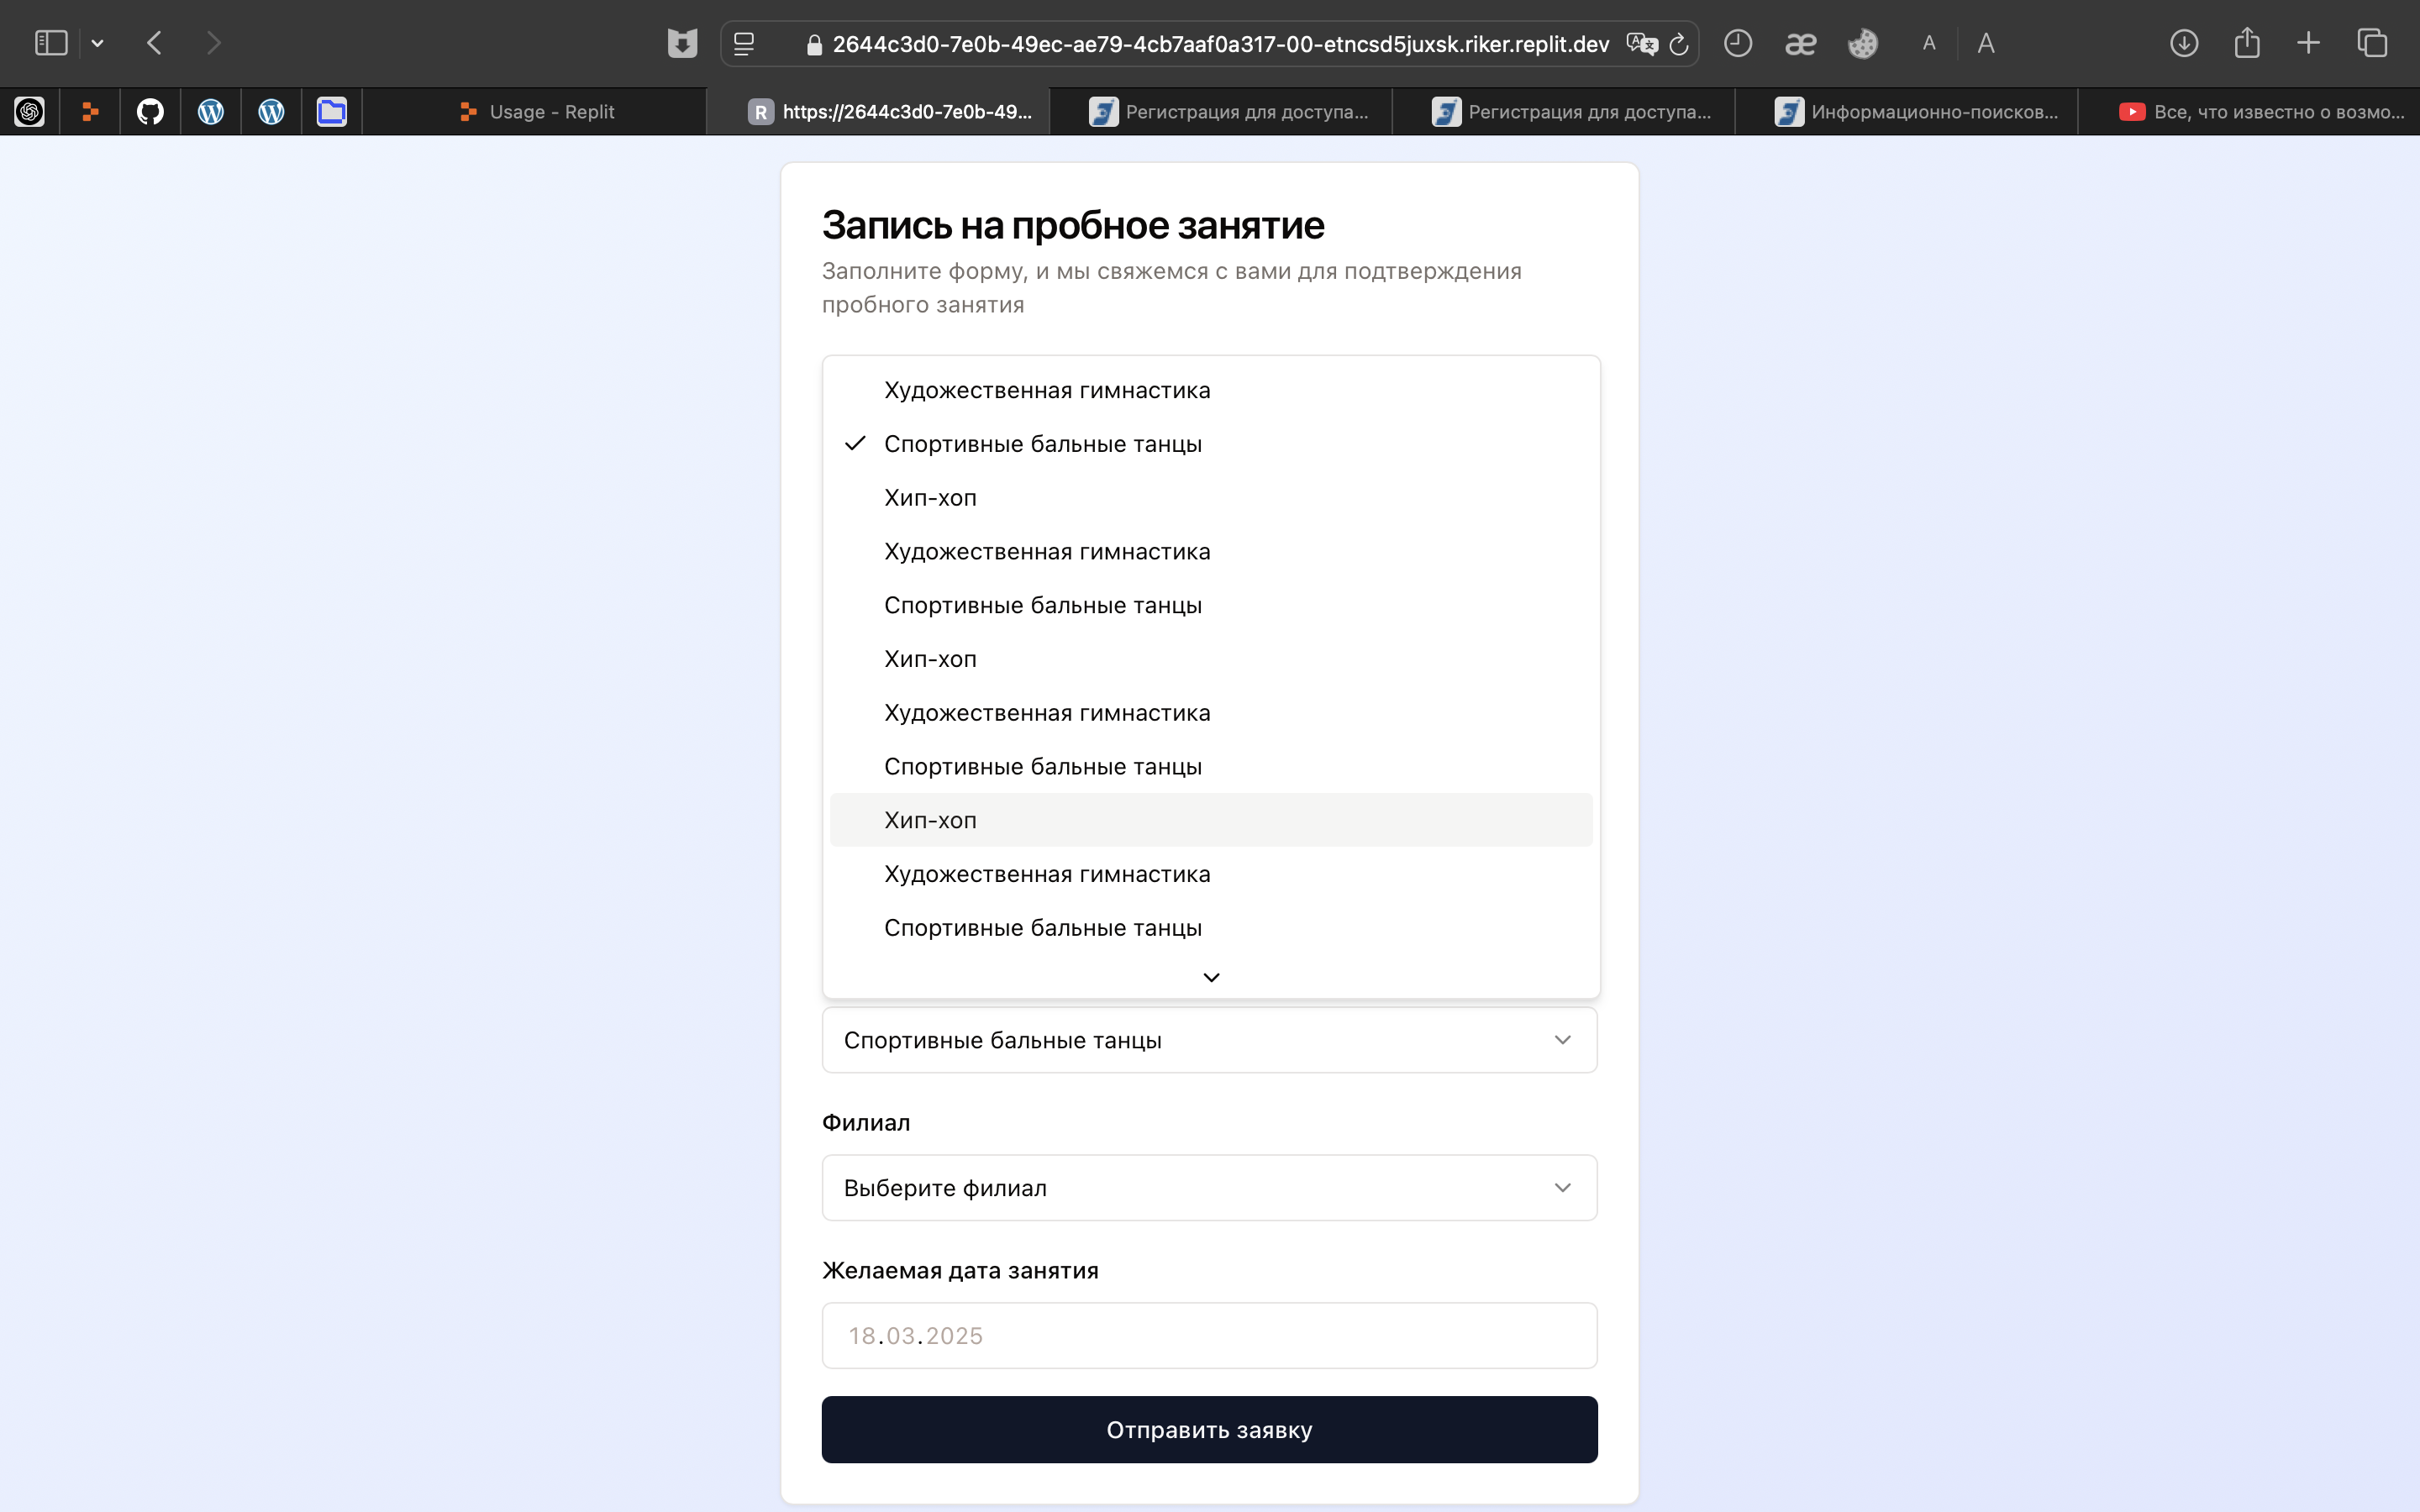 2644c3d0-7e0b-49ec-ae79-4cb7aaf0a317-00-etncsd5juxsk.riker.replit.dev
A A
Usage - Replit
R https://2644c3d0-7e0b-49...
Регистрация для доступа...
Регистрация для доступа...
Информационно-поисков...
Все, что известно о возмо...
Запись на пробное занятие
Заполните форму, и мы свяжемся с вами для подтверждения
пробного занятия
Художественная гимнастика
Спортивные бальные танцы
Хип-хоп
Художественная гимнастика
Спортивные бальные танцы
Хип-хоп
Художественная гимнастика
Спортивные бальные танцы
Хип-хоп
Художественная гимнастика
Спортивные бальные танцы
Спортивные бальные танцы
Филиал
Выберите филиал
Желаемая дата занятия
18.03.2025
Отправить заявку